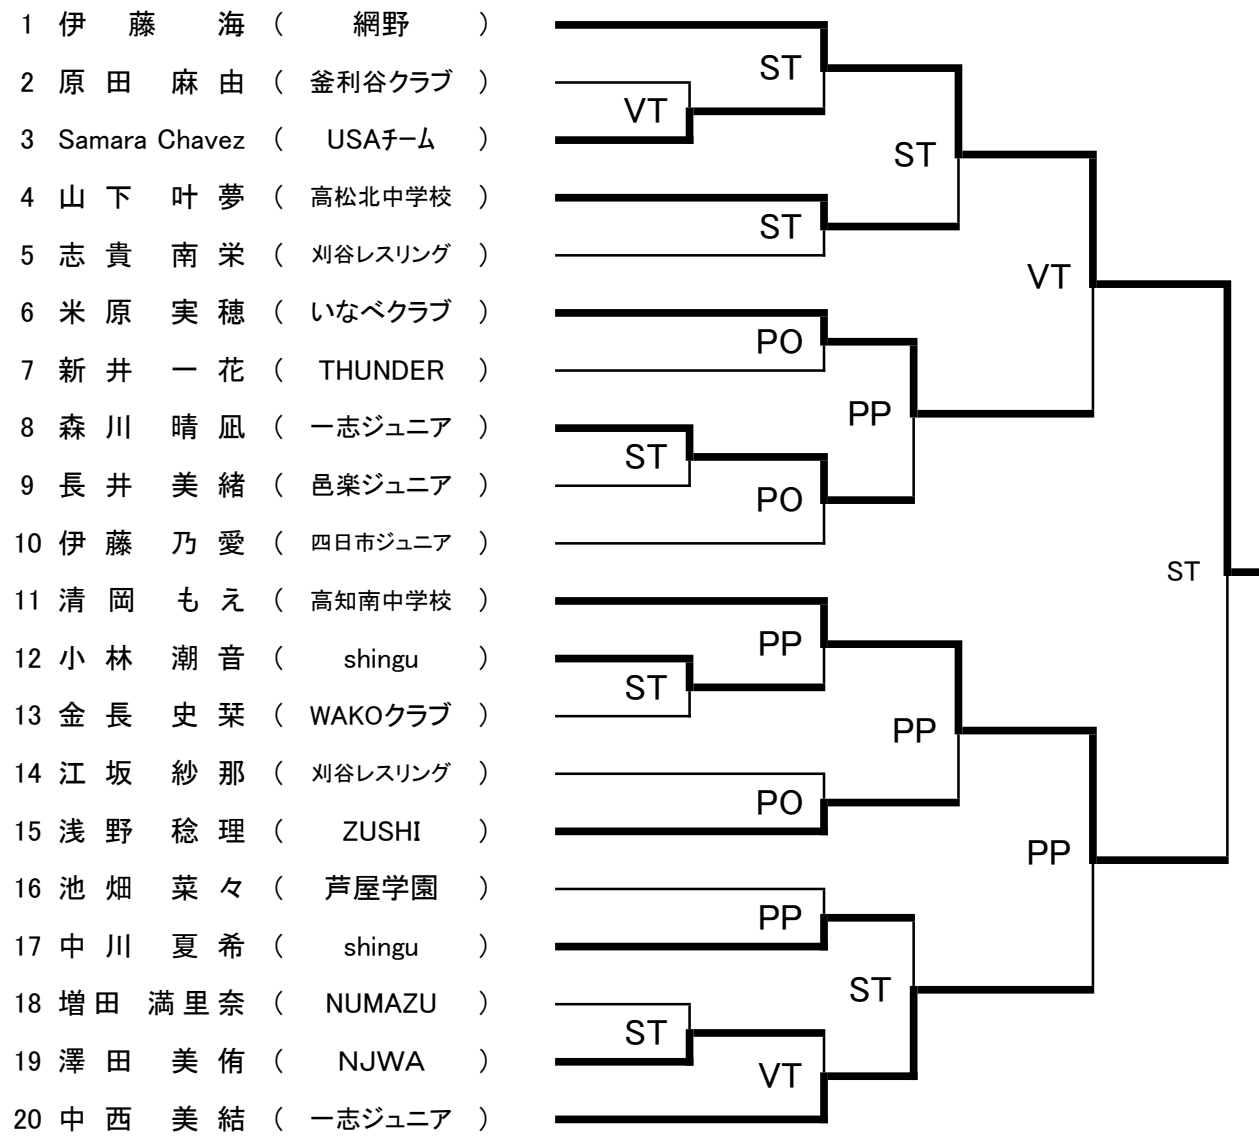 1 伊藤 海 ( 網野 )
ST
2 原田 麻由 ( 釜利谷クラブ )
VT
3 Samara Chavez ( USAチーム )
ST
4 山下 叶夢 ( 高松北中学校 )
ST
5 志貴 南栄 ( 刈谷レスリング )
VT
6 米原 実穂 ( いなべクラブ )
PO
7 新井 一花 ( THUNDER )
PP
8 森川 晴凪 ( 一志ジュニア )
ST
9 長井 美緒 ( 邑楽ジュニア )
PO
10 伊藤 乃愛 ( 四日市ジュニア )
ST
11 清岡 もえ ( 高知南中学校 )
PP
12 小林 潮音 ( shingu )
ST
13 金長 史栞 ( WAKOクラブ )
PP
14 江坂 紗那 ( 刈谷レスリング )
PO
15 浅野 稔理 ( ZUSHI )
PP
16 池畑 菜々 ( 芦屋学園 )
PP
17 中川 夏希 ( shingu )
ST
18 増田 満里奈 ( NUMAZU )
ST
19 澤田 美侑 ( NJWA )
VT
20 中西 美結 ( 一志ジュニア )